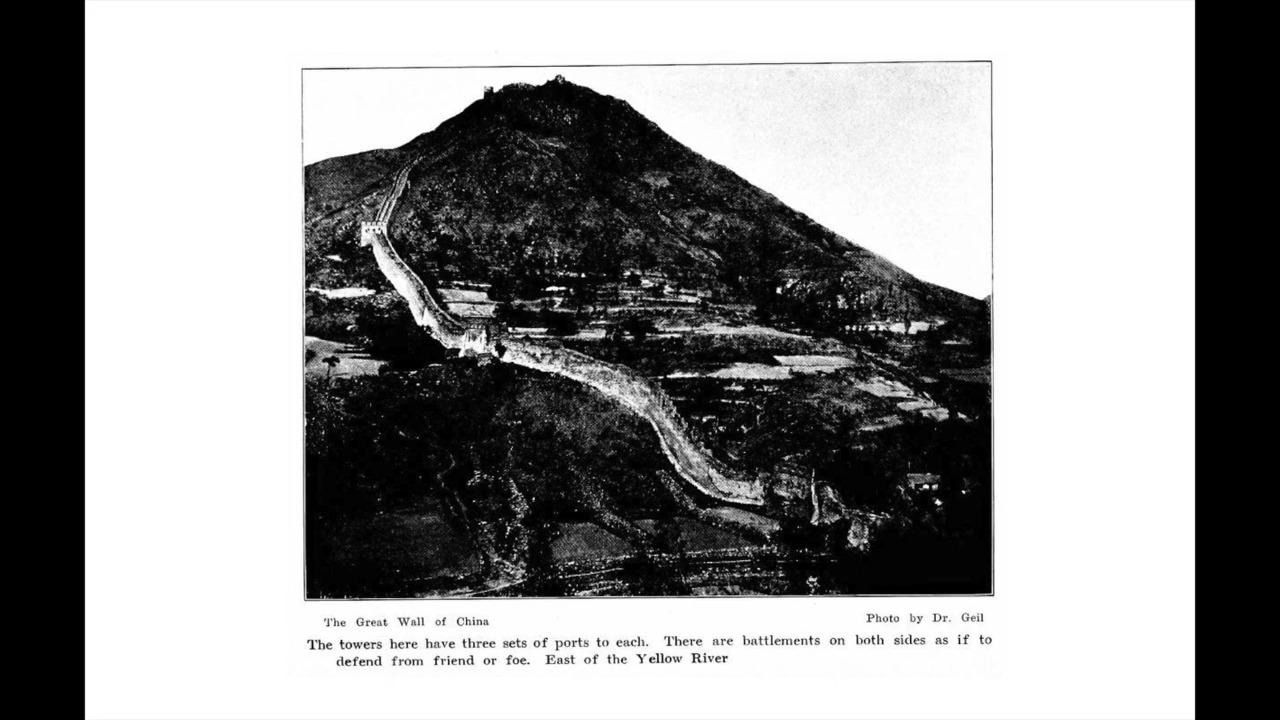 The Great Wall of China
Photo by Dr. Geil
The towers here have three sets of ports to each. There are battlements on both sides as if to
defend from friend or foe. East of the Yellow River